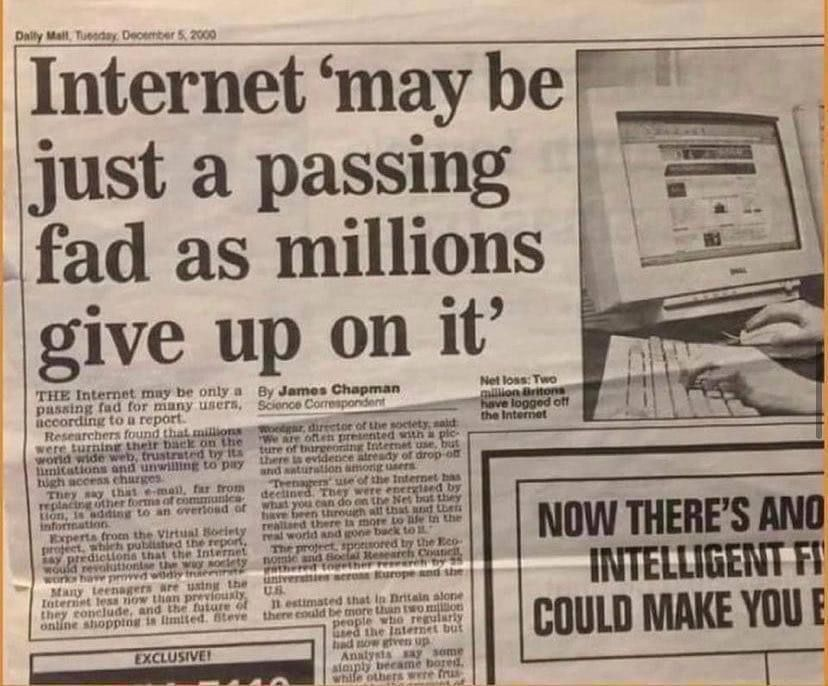 Daily Mail, Tuesday, December 5, 2000
Internet ‘may be
just a passing
fad as millions
give up on it’
THE Internet may be only a
passing fad for many users,
according to a report.
Researchers found that millions
were turning their back on the
world wide web, frustrated by its
limitations and unwilling to pay
high access charges.
They say that e-mail, far from
replacing other forms of communica-
tion, is adding to an overload of
information.
Experts from the Virtual Society
project, which published the report,
say predictions that the Internet
would revolutionise the way society
works have proved wildly inaccurate.
Many teenagers are using the
Internet less now than previously,
they conclude, and the future of
online shopping is limited. Steve
By James Chapman
Science Correspondent
Woolgar, director of the society, said:
‘We are often presented with a pic-
ture of burgeoning Internet use, but
there is evidence already of drop-off
and saturation among users.
‘Teenagers’ use of the Internet has
declined. They were energised by
what you can do on the Net but they
have been through all that and then
realised there is more to life in the
real world and gone back to it.’
The project, sponsored by the Eco-
nomic and Social Research Council,
gathered together research by 25
universities across Europe and the
U.S.
It estimated that in Britain alone
there could be more than two million
people who regularly
used the Internet but
had now given up.
Analysts say some
simply became bored,
while others were frus-
Net loss: Two
million Britons
have logged off
the Internet
DELL
EXCLUSIVE!
NOW THERE’S ANO
INTELLIGENT FI
COULD MAKE YOU